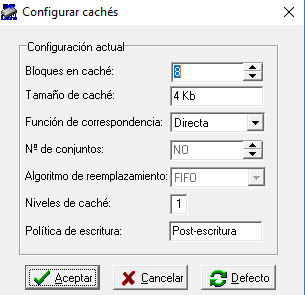 Configurar cachés
Configuración actual
Bloques en caché: 8
Tamaño de caché: 4 Kb
Función de correspondencia: Directa
Nº de conjuntos: NO
Algoritmo de reemplazamiento: FIFO
Niveles de caché: 1
Política de escritura: Post-escritura
Aceptar Cancelar Defecto